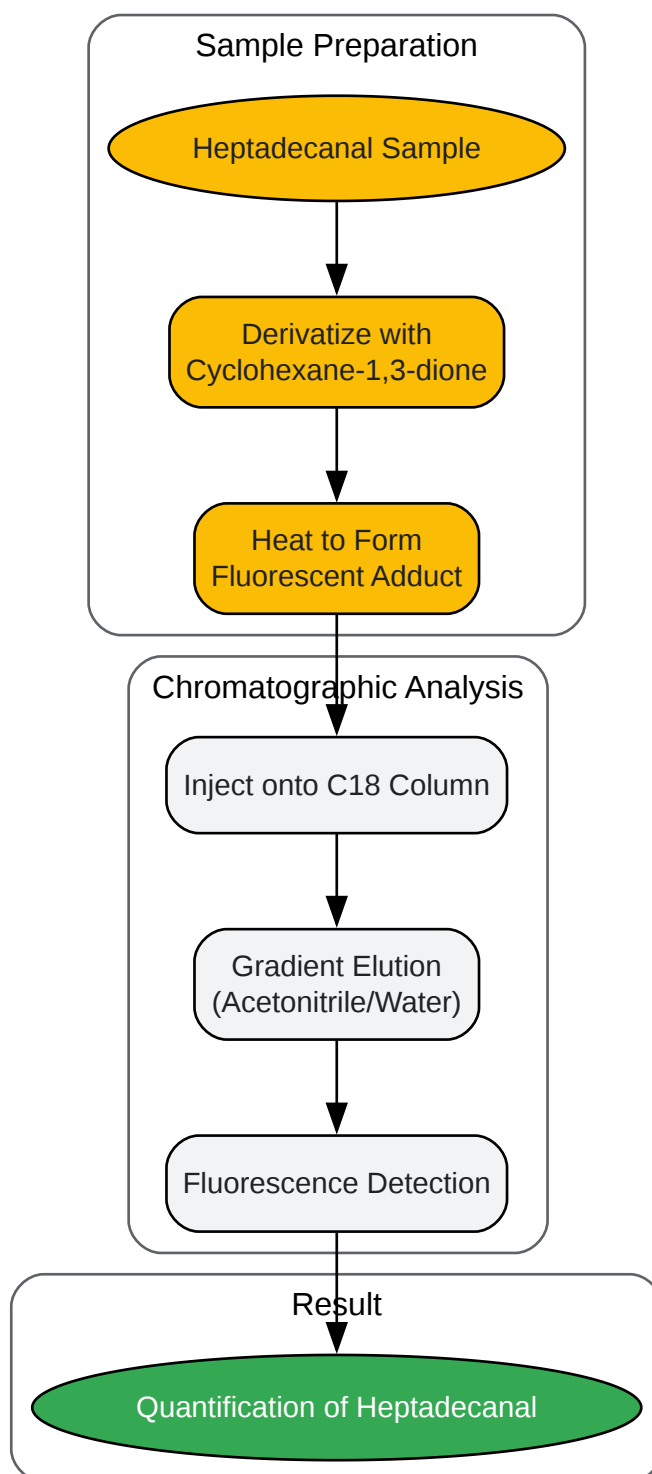 Sample Preparation
Heptadecanal Sample
Derivatize with
Cyclohexane-1,3-dione
Heat to Form
Fluorescent Adduct
Chromatographic Analysis
Inject onto C18 Column
Gradient Elution
(Acetonitrile/Water)
Fluorescence Detection
Result
Quantification of Heptadecanal